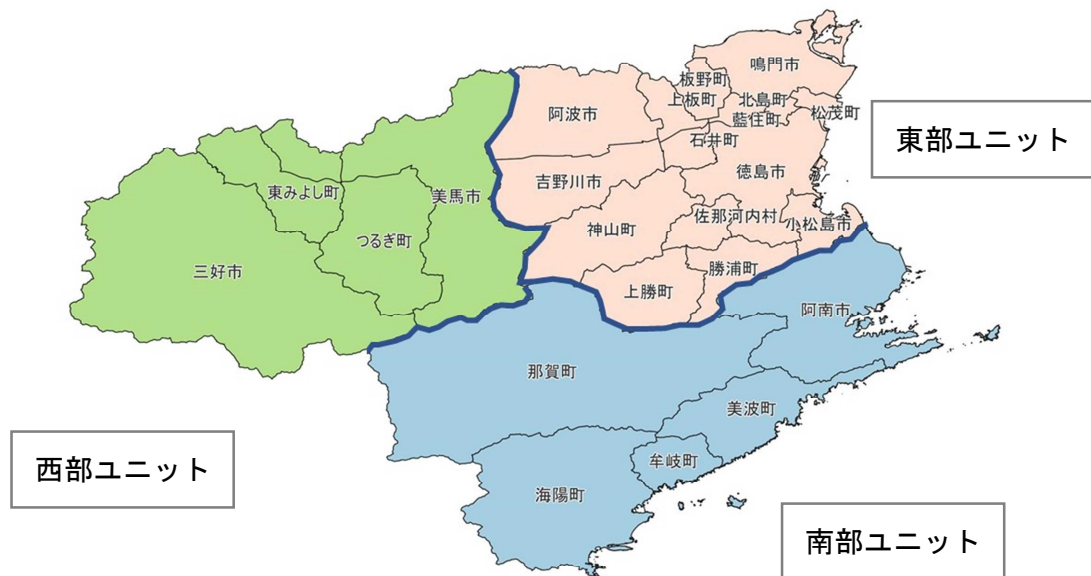 鳴門市
板野町
上板町
北島町
松茂町
藍住町
阿波市
石井町
東部ユニット
徳島市
吉野川市
東みよし町
美馬市
佐那河内村
小松島市
神山町
つるぎ町
勝浦町
三好市
上勝町
阿南市
那賀町
美波町
西部ユニット
牟岐町
海陽町
南部ユニット